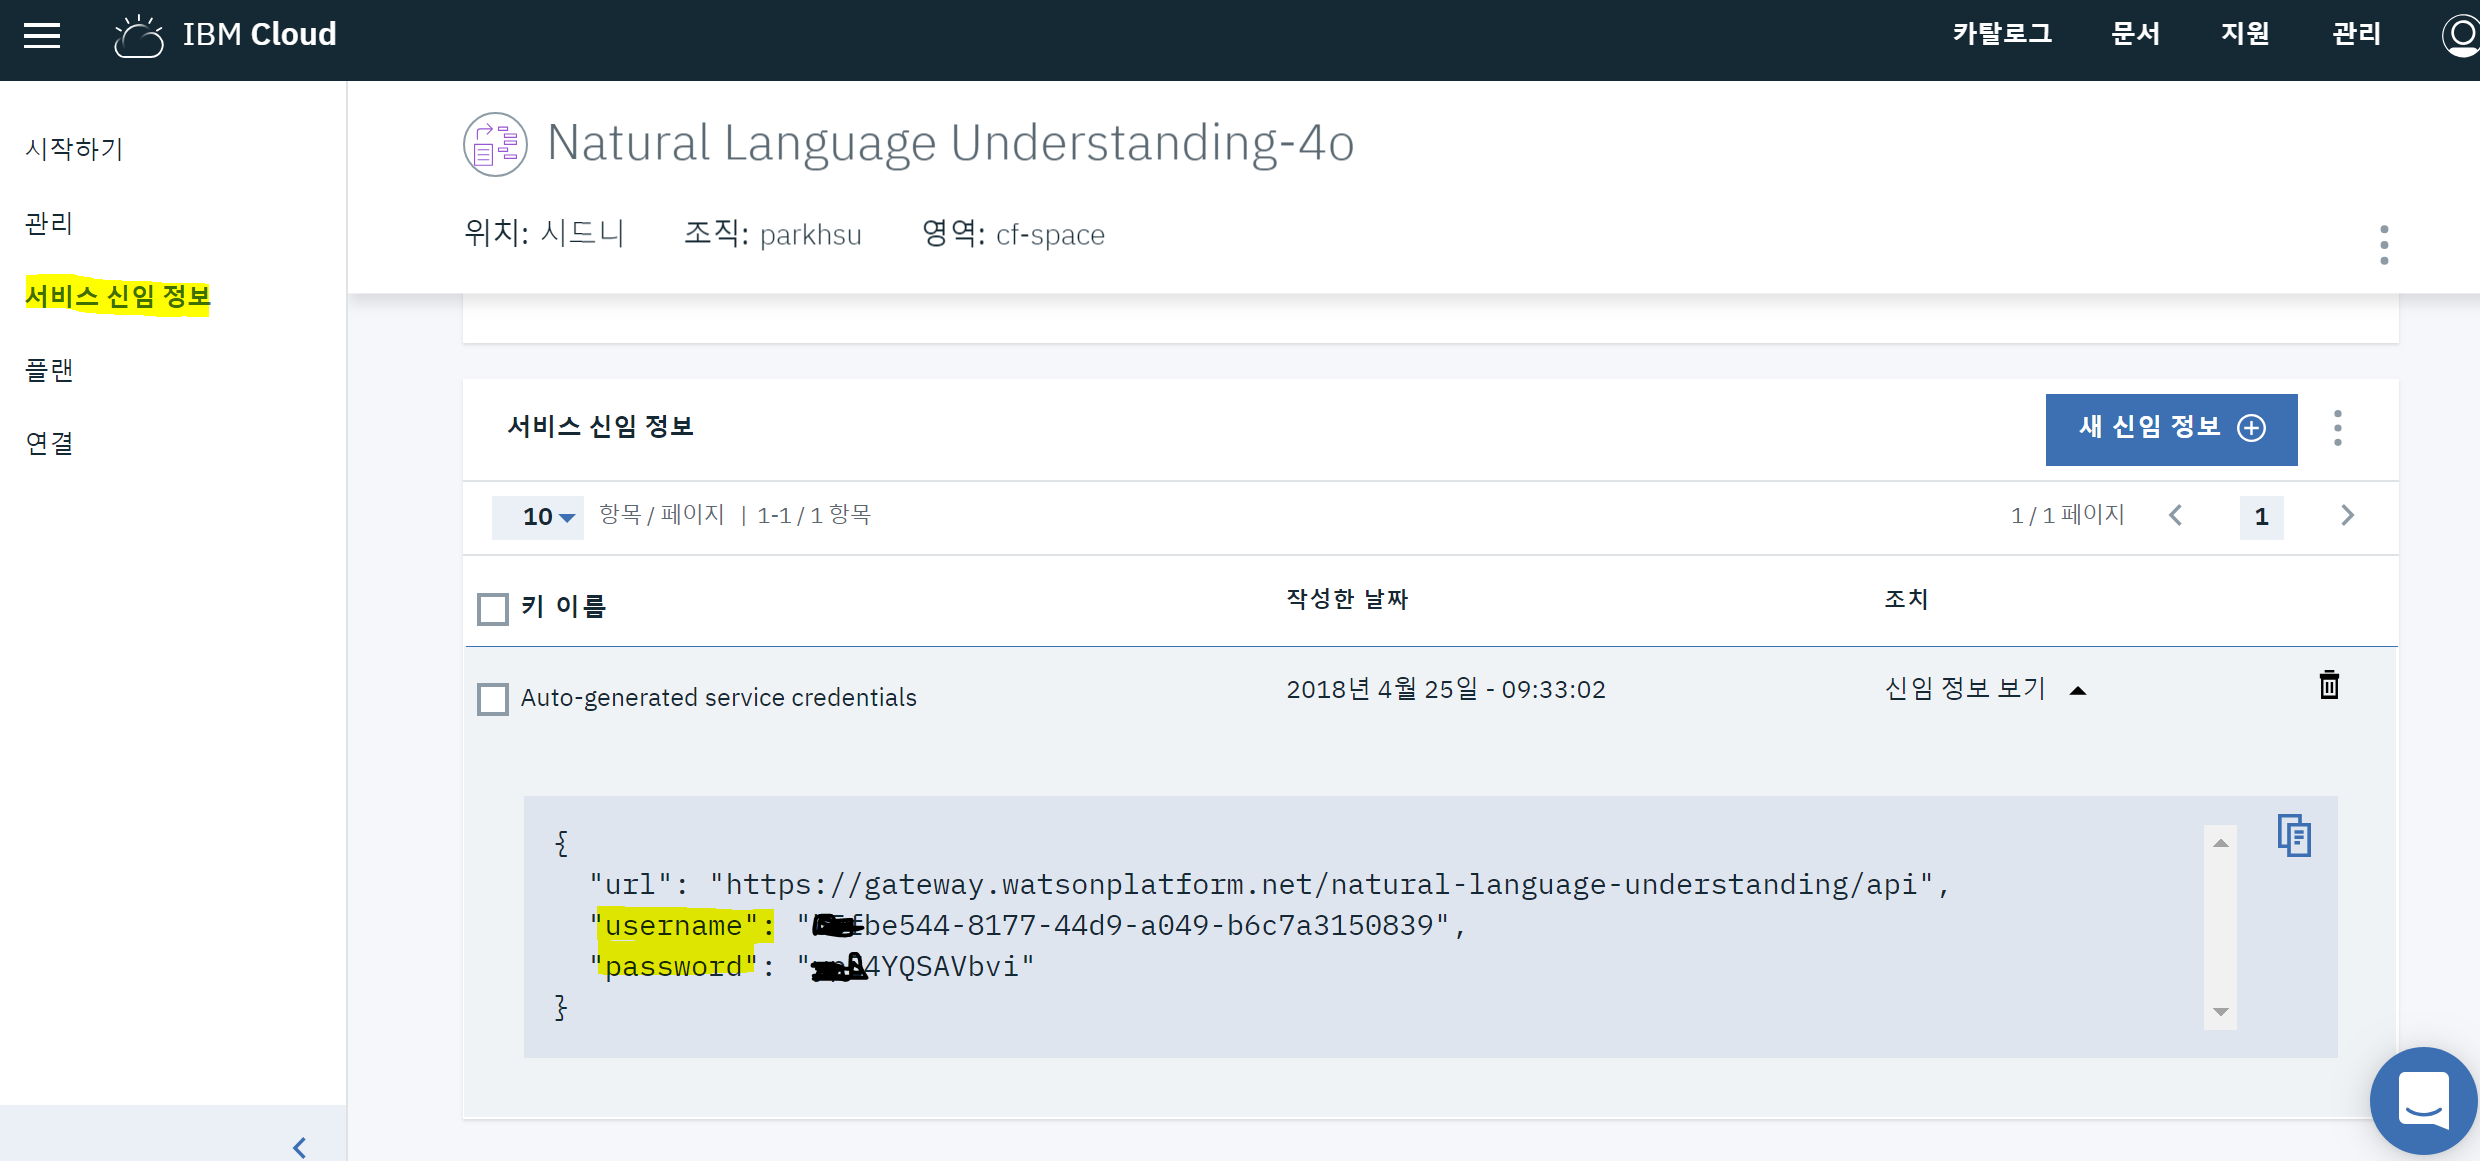 IBM Cloud
카탈로그 문서 지원 관리
시작하기
관리
서비스 신임 정보
플랜
연결
Natural Language Understanding-4o
위치: 시드니 조직: parkhsu 영역: cf-space
서비스 신임 정보
새 신임 정보
10 항목 / 페이지 | 1-1 / 1 항목
1 / 1 페이지 1
키 이름 작성한 날짜 조치
Auto-generated service credentials 2018년 4월 25일 - 09:33:02 신임 정보 보기
{
"url": "https://gateway.watsonplatform.net/natural-language-understanding/api",
"username": "be544-8177-44d9-a049-b6c7a3150839",
"password": "4YQSAVbvi"
}